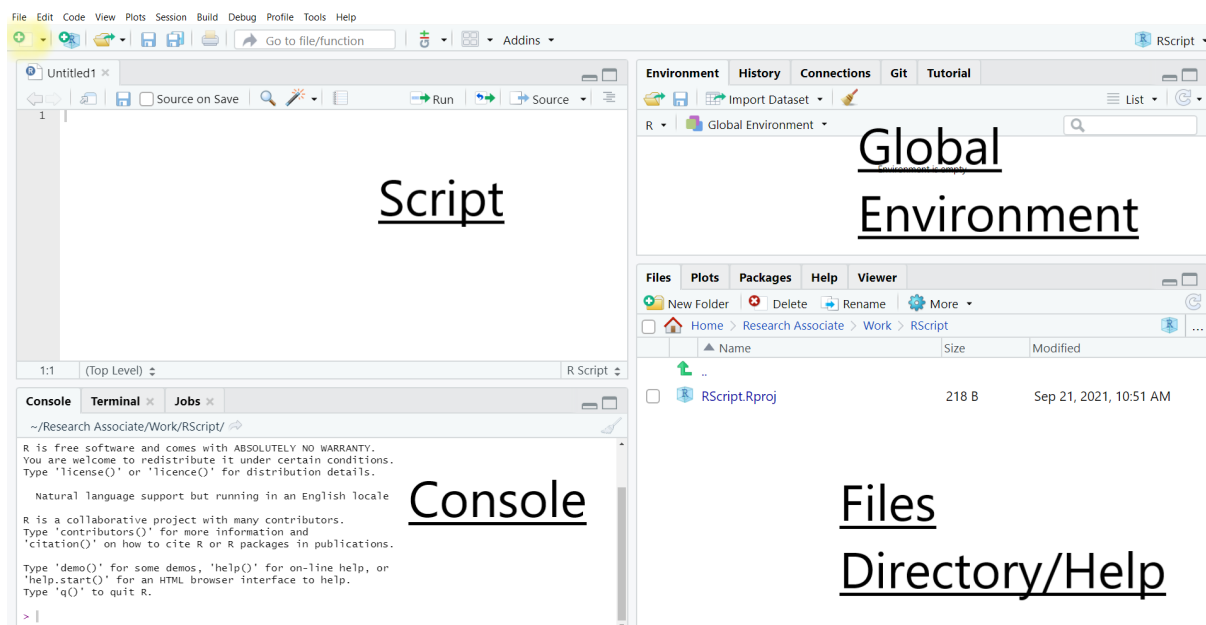 File Edit Code View Plots Session Build Debug Profile Tools Help
Go to file/function Addins RScript
Untitled1
Source on Save Run Source
1
Script
1:1 (Top Level) R Script
Console Terminal Jobs
~/Research Associate/Work/RScript/
R is free software and comes with ABSOLUTELY NO WARRANTY.
You are welcome to redistribute it under certain conditions.
Type 'license()' or 'licence()' for distribution details.
Natural language support but running in an English locale
R is a collaborative project with many contributors.
Type 'contributors()' for more information and
'citation()' on how to cite R or R packages in publications.
Type 'demo()' for some demos, 'help()' for on-line help, or
'help.start()' for an HTML browser interface to help.
Type 'q()' to quit R.
>
Console
Environment History Connections Git Tutorial
Import Dataset List
R Global Environment
Environment is empty
Global
Environment
Files Plots Packages Help Viewer
New Folder Delete Rename More
Home > Research Associate > Work > RScript ...
Name Size Modified
..
RScript.Rproj 218 B Sep 21, 2021, 10:51 AM
Files
Directory/Help